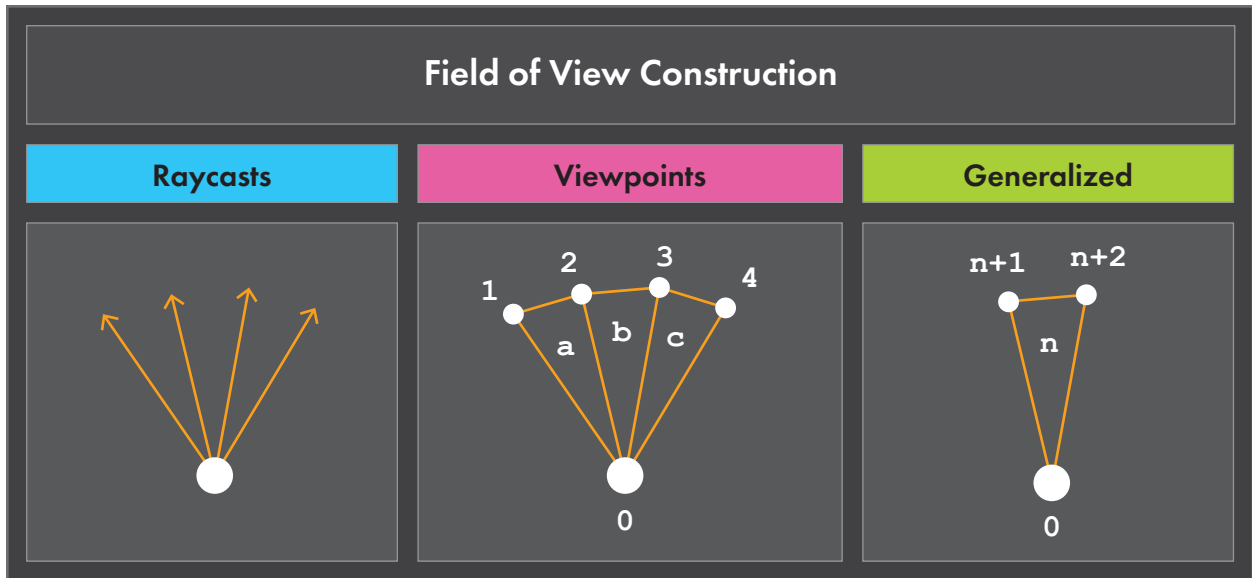 Field of View Construction
Raycasts
Viewpoints
Generalized
1
2
3
4
a
b
c
0
n+1
n+2
n
0